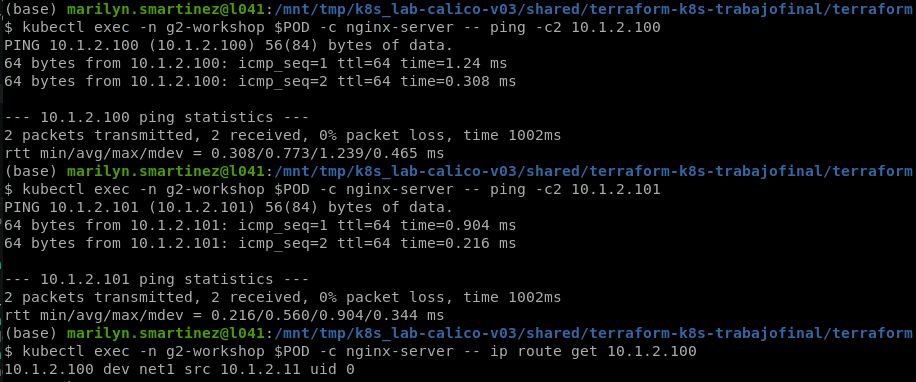 (base) marilyn.smartinez@l041:/mnt/tmp/k8s_lab-calico-v03/shared/terraform-k8s-trabajofinal/terraform
$ kubectl exec -n g2-workshop $POD -c nginx-server -- ping -c2 10.1.2.100
PING 10.1.2.100 (10.1.2.100) 56(84) bytes of data.
64 bytes from 10.1.2.100: icmp_seq=1 ttl=64 time=1.24 ms
64 bytes from 10.1.2.100: icmp_seq=2 ttl=64 time=0.308 ms

--- 10.1.2.100 ping statistics ---
2 packets transmitted, 2 received, 0% packet loss, time 1002ms
rtt min/avg/max/mdev = 0.308/0.773/1.239/0.465 ms
(base) marilyn.smartinez@l041:/mnt/tmp/k8s_lab-calico-v03/shared/terraform-k8s-trabajofinal/terraform
$ kubectl exec -n g2-workshop $POD -c nginx-server -- ping -c2 10.1.2.101
PING 10.1.2.101 (10.1.2.101) 56(84) bytes of data.
64 bytes from 10.1.2.101: icmp_seq=1 ttl=64 time=0.904 ms
64 bytes from 10.1.2.101: icmp_seq=2 ttl=64 time=0.216 ms

--- 10.1.2.101 ping statistics ---
2 packets transmitted, 2 received, 0% packet loss, time 1002ms
rtt min/avg/max/mdev = 0.216/0.560/0.904/0.344 ms
(base) marilyn.smartinez@l041:/mnt/tmp/k8s_lab-calico-v03/shared/terraform-k8s-trabajofinal/terraform
$ kubectl exec -n g2-workshop $POD -c nginx-server -- ip route get 10.1.2.100
10.1.2.100 dev net1 src 10.1.2.11 uid 0